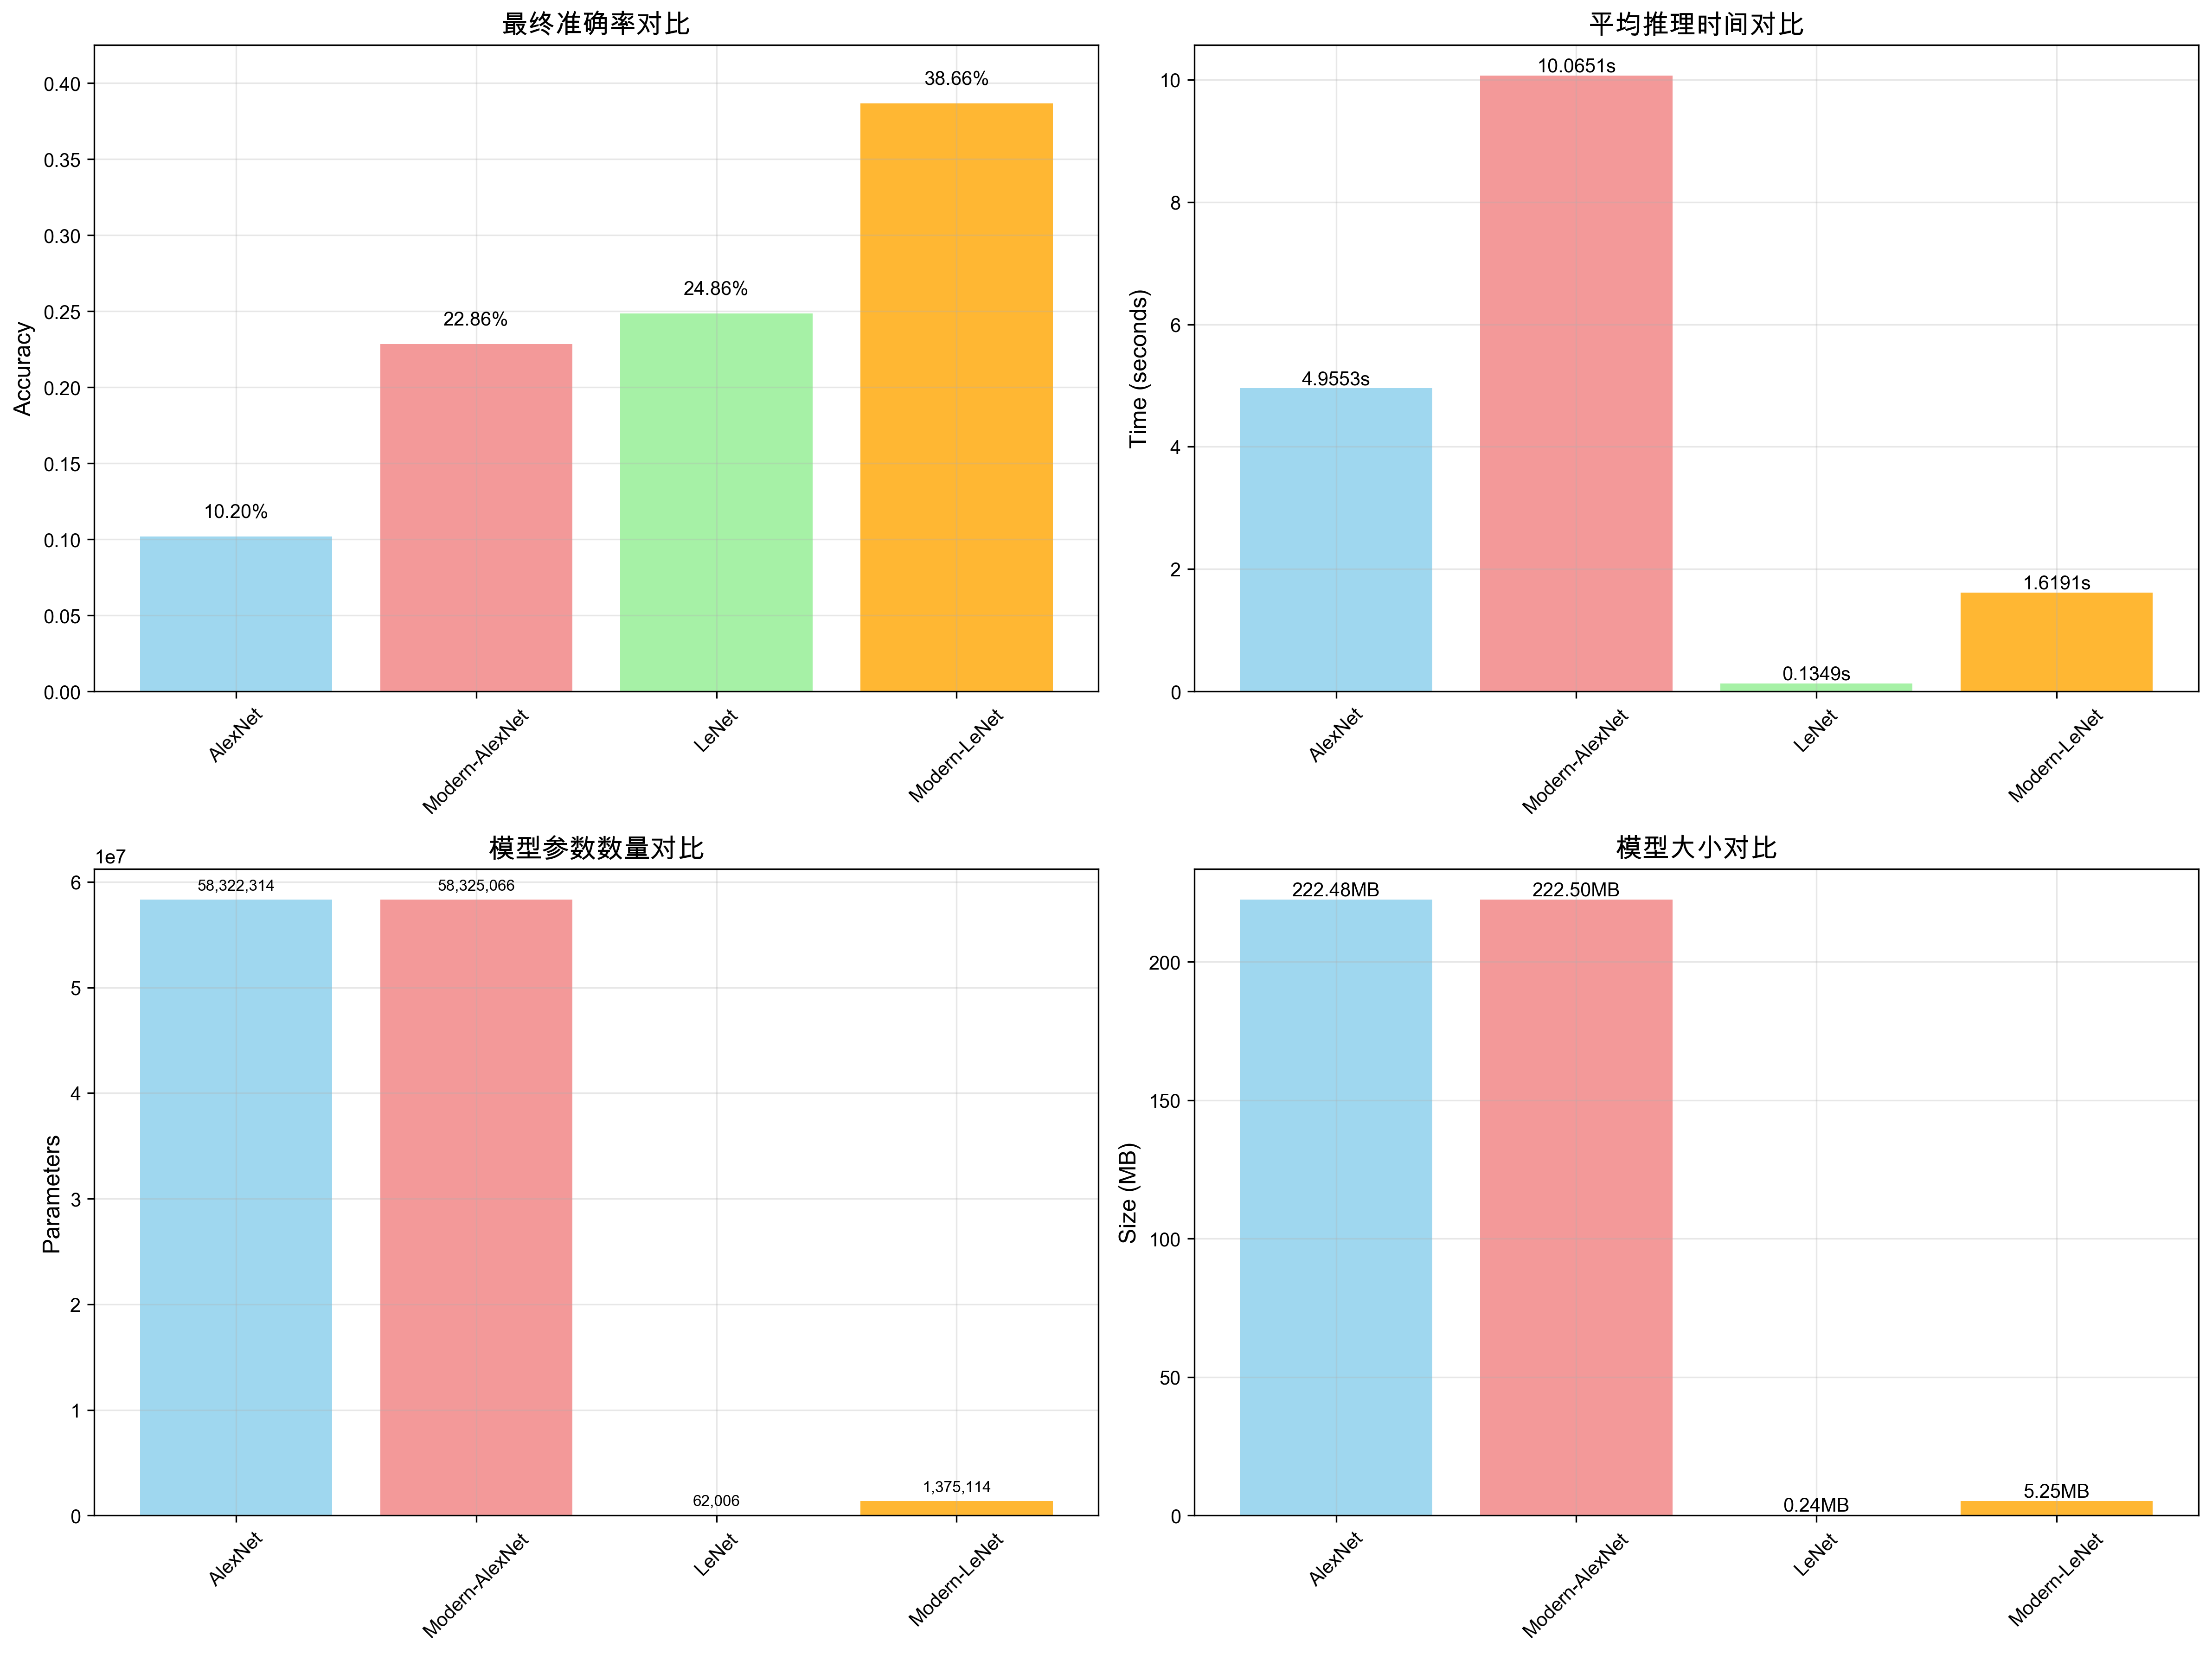 最终准确率对比
Accuracy
0.40
0.35
0.30
0.25
0.20
0.15
0.10
0.05
0.00
10.20%
22.86%
24.86%
38.66%
AlexNet
Modern-AlexNet
LeNet
Modern-LeNet
平均推理时间对比
Time (seconds)
10
8
6
4
2
0
4.9553s
10.0651s
0.1349s
1.6191s
AlexNet
Modern-AlexNet
LeNet
Modern-LeNet
模型参数数量对比
1e7
Parameters
6
5
4
3
2
1
0
58,322,314
58,325,066
62,006
1,375,114
AlexNet
Modern-AlexNet
LeNet
Modern-LeNet
模型大小对比
Size (MB)
200
150
100
50
0
222.48MB
222.50MB
0.24MB
5.25MB
AlexNet
Modern-AlexNet
LeNet
Modern-LeNet